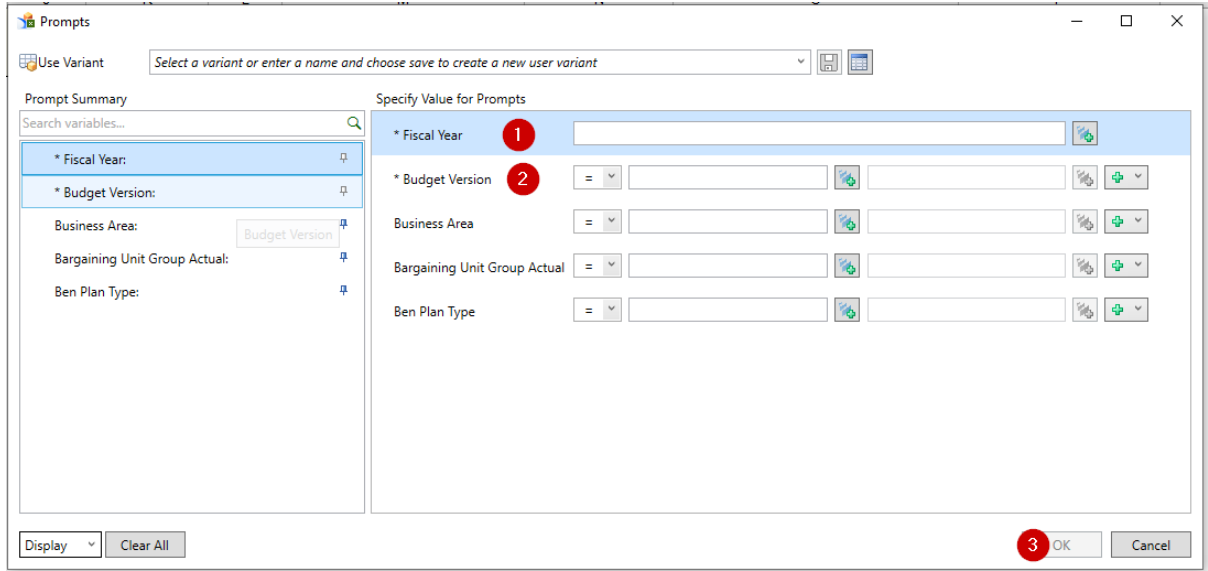 Prompts
Use Variant
Select a variant or enter a name and choose save to create a new user variant
Prompt Summary
Search variables...
* Fiscal Year:
* Budget Version:
Business Area:
Budget Version
Bargaining Unit Group Actual:
Ben Plan Type:
Specify Value for Prompts
* Fiscal Year 1
* Budget Version 2 =
Business Area =
Bargaining Unit Group Actual =
Ben Plan Type =
Display
Clear All
3 OK
Cancel